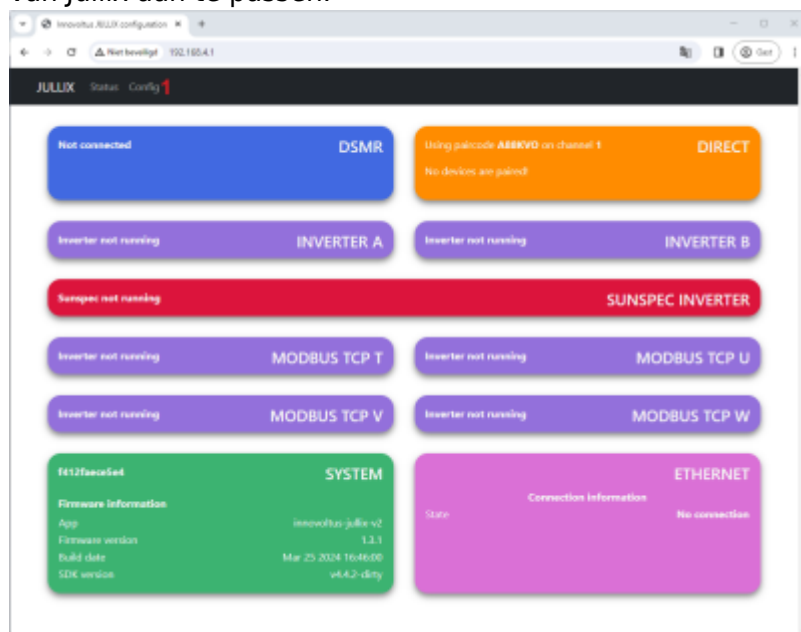 van jullix aan te passen.
Innovoltus JULLIX configuration
Niet beveiligd 192.168.4.1
Gast
JULLIX Status Config 1
Not connected DSMR
Using paircode on channel 1 DIRECT
No devices are paired!
Inverter not running INVERTER A
Inverter not running INVERTER B
Sunspec not running SUNSPEC INVERTER
Inverter not running MODBUS TCP T
Inverter not running MODBUS TCP U
Inverter not running MODBUS TCP V
Inverter not running MODBUS TCP W
f412faece5e4 SYSTEM
Firmware information
App innovoltus-jullix-v2
Firmware version 1.3.1
Build date Mar 25 2024 16:46:00
SDK version v4.4.2-dirty
ETHERNET
Connection information
State No connection